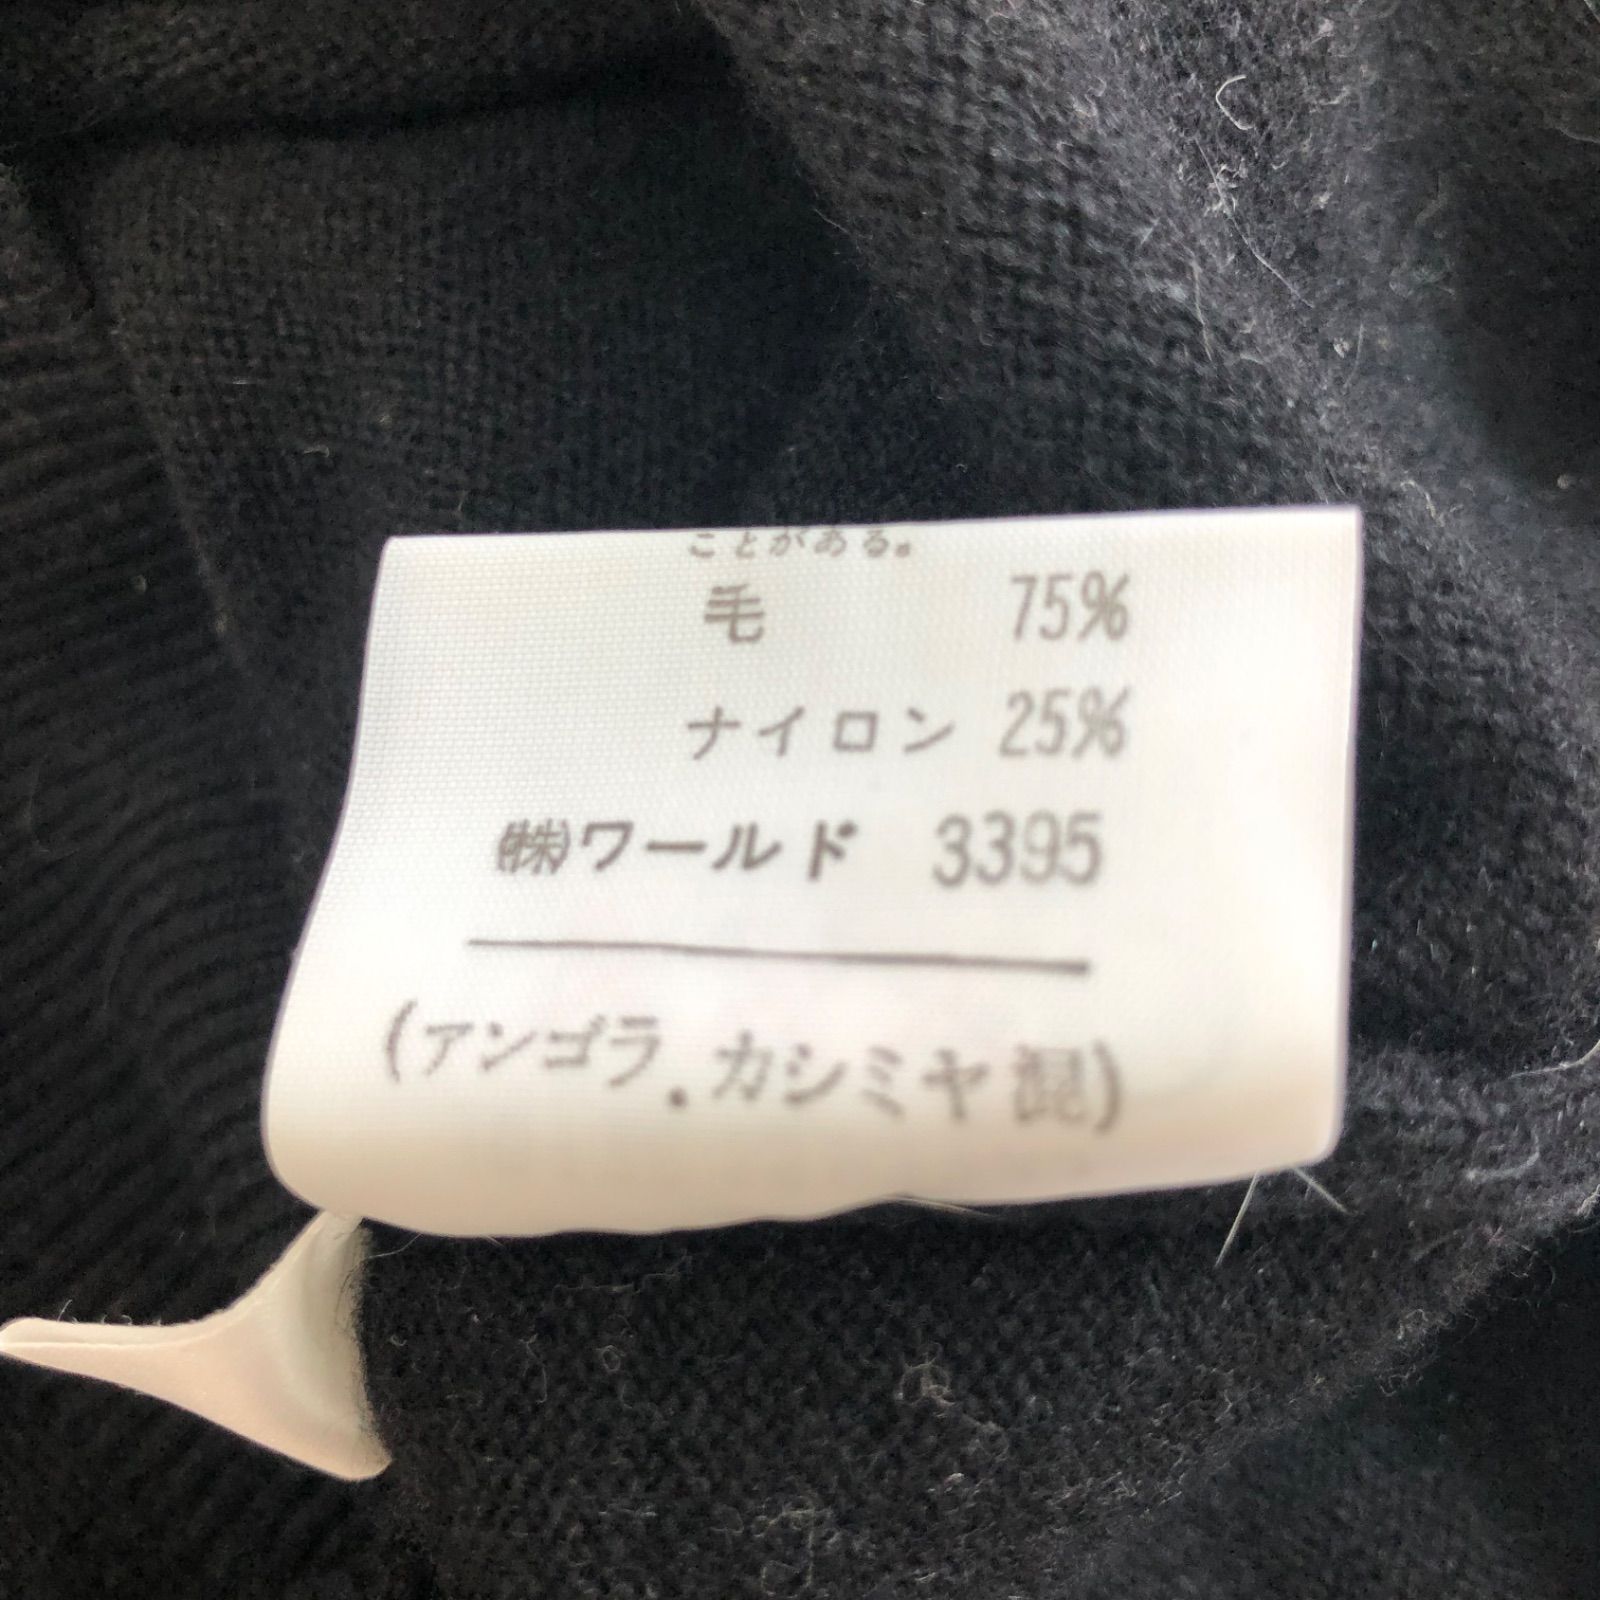 ことがある。
毛 75%
ナイロン 25%
㈱ワールド 3395
(アンゴラ.カシミヤ混)